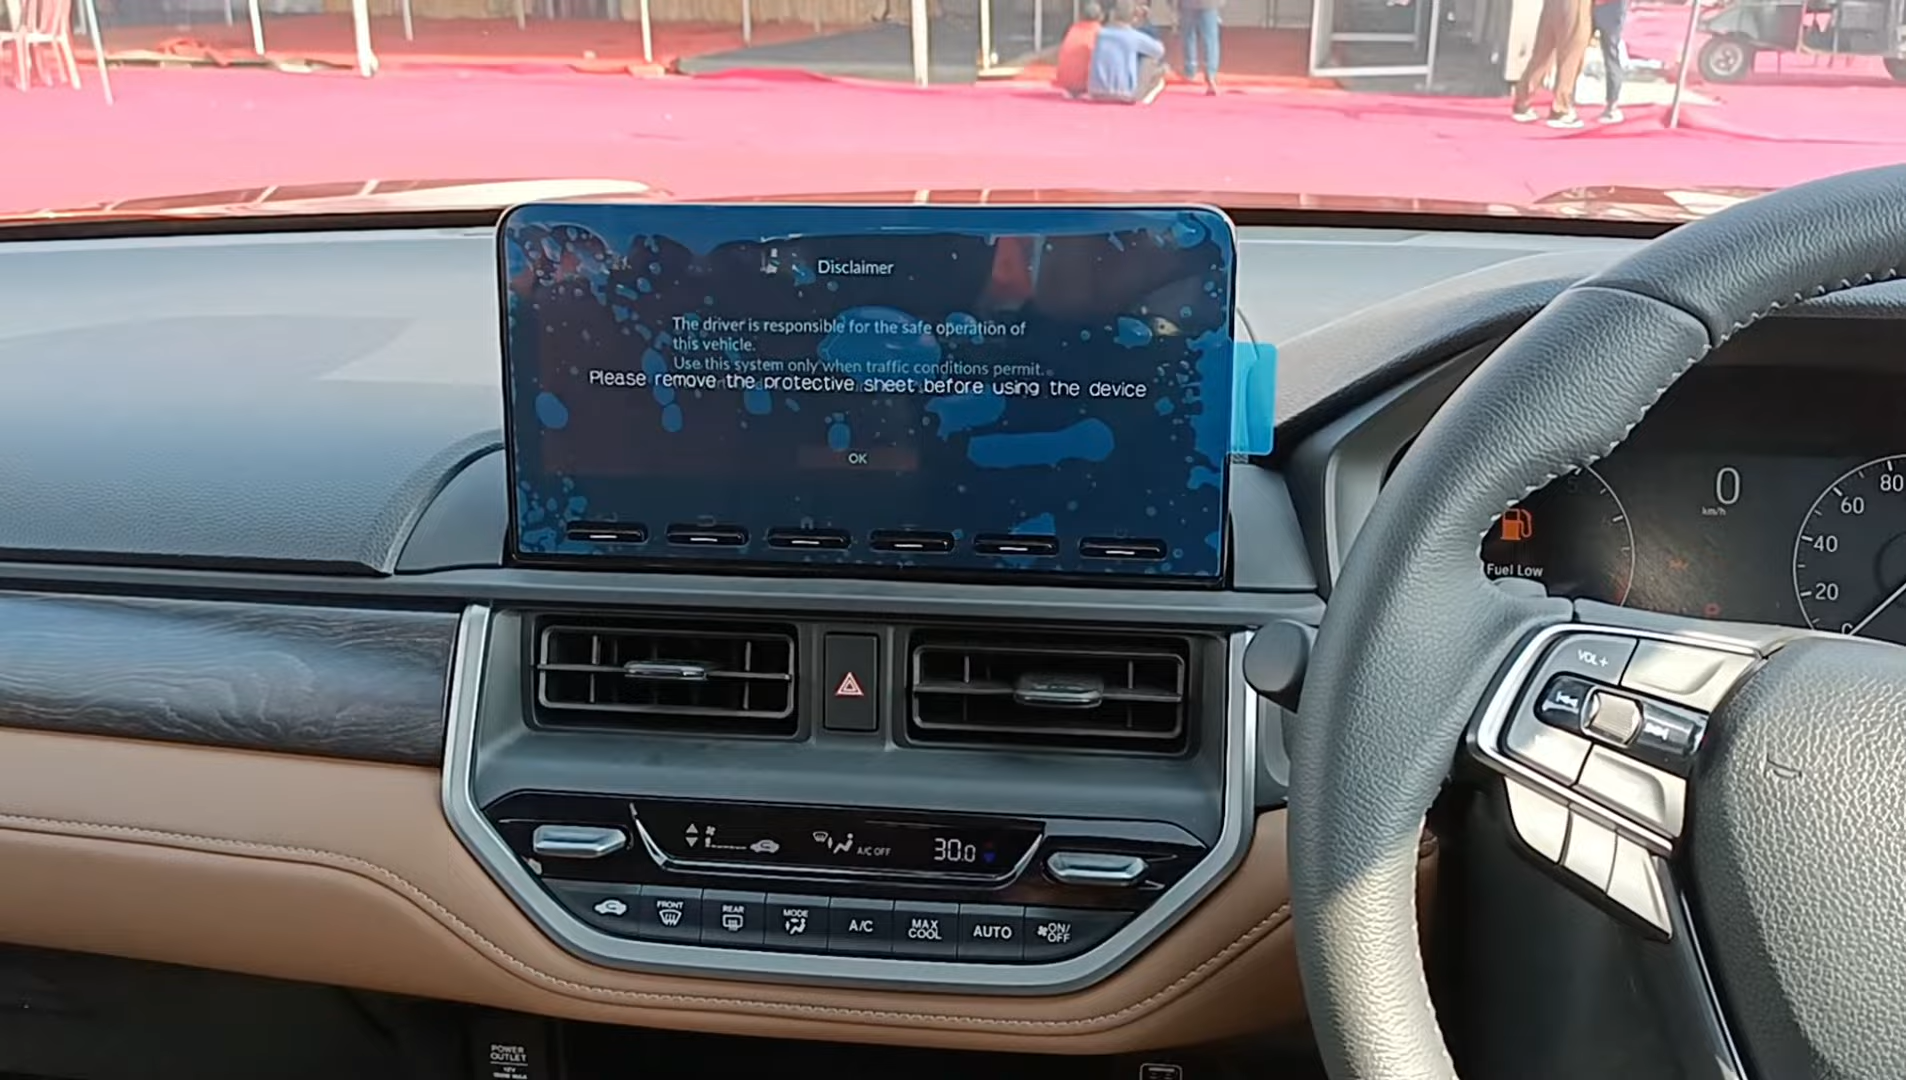 Disclaimer
The driver is responsible for the safe operation of
this vehicle.
Use this system only when traffic conditions permit.
Please remove the protective sheet before using the device
OK
0
km/h
80
60
40
20
Fuel Low
VOL+
A/C OFF
30.0
FRONT
REAR
MODE
A/C
MAX
COOL
AUTO
ON/
OFF
POWER
OUTLET
12V